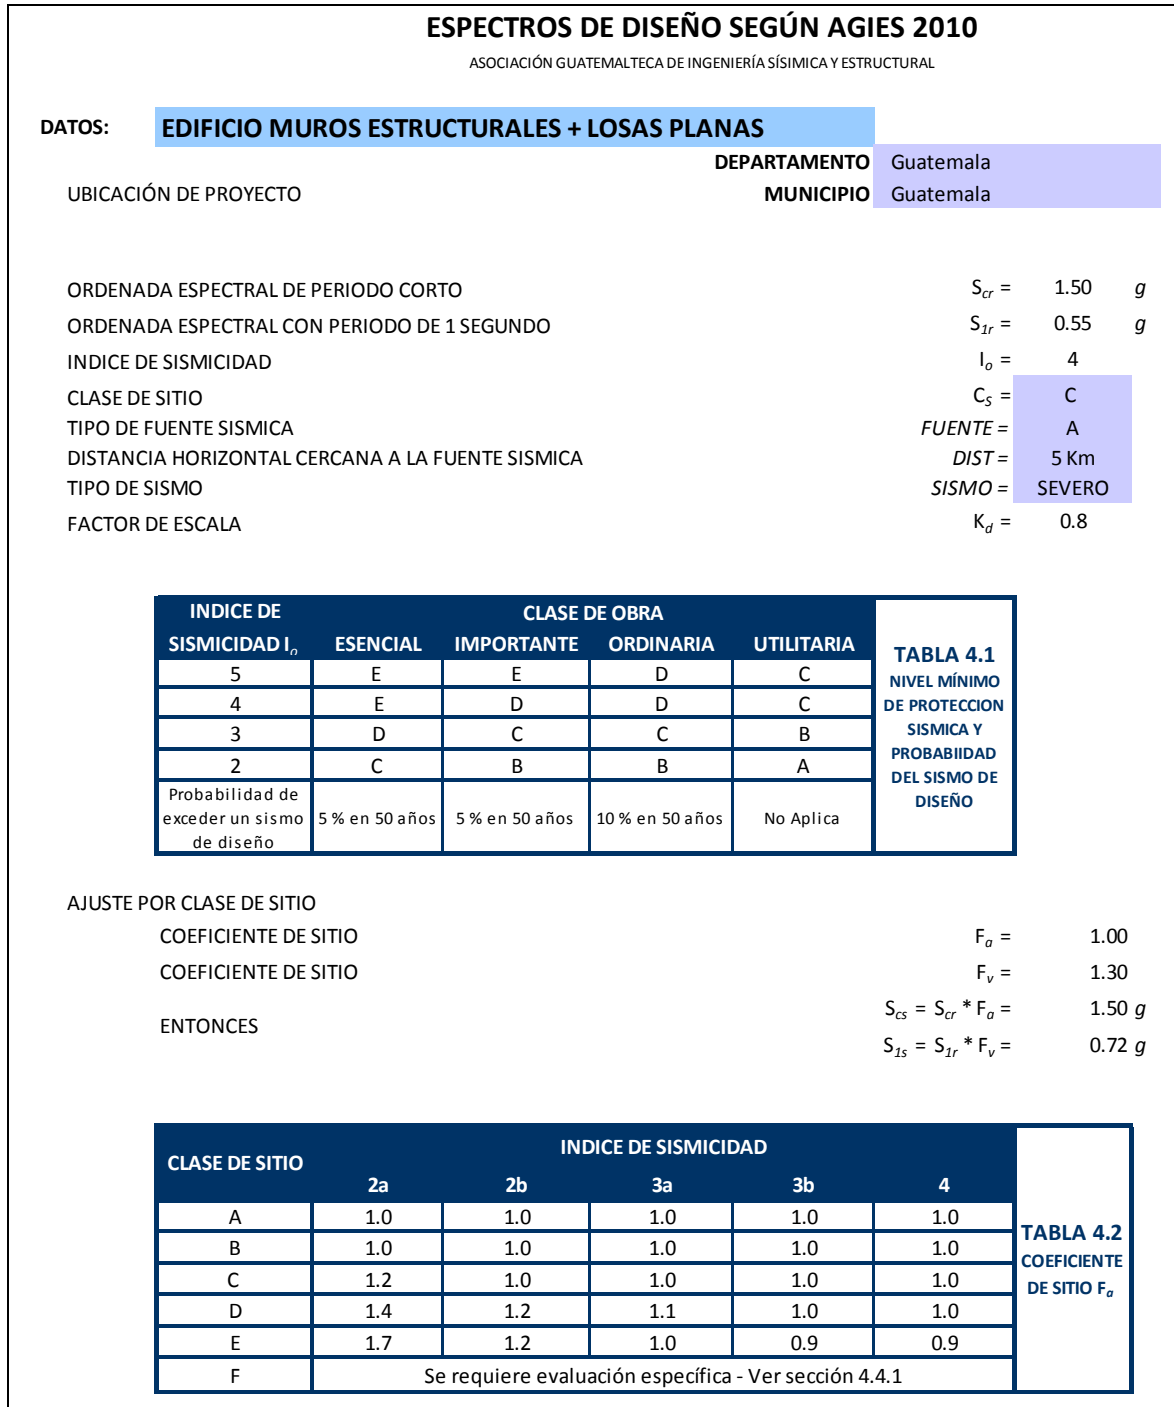 ESPECTROS DE DISEÑO SEGÚN AGIES 2010
ASOCIACIÓN GUATEMALTECA DE INGENIERÍA SÍSIMICA Y ESTRUCTURAL
DATOS: EDIFICIO MUROS ESTRUCTURALES + LOSAS PLANAS
DEPARTAMENTO Guatemala
UBICACIÓN DE PROYECTO MUNICIPIO Guatemala
ORDENADA ESPECTRAL DE PERIODO CORTO Scr = 1.50 g
ORDENADA ESPECTRAL CON PERIODO DE 1 SEGUNDO S1r = 0.55 g
INDICE DE SISMICIDAD Io = 4
CLASE DE SITIO CS = C
TIPO DE FUENTE SISMICA FUENTE = A
DISTANCIA HORIZONTAL CERCANA A LA FUENTE SISMICA DIST = 5 Km
TIPO DE SISMO SISMO = SEVERO
FACTOR DE ESCALA Kd = 0.8
INDICE DE SISMICIDAD Io CLASE DE OBRA
ESENCIAL IMPORTANTE ORDINARIA UTILITARIA
5 E E D C
4 E D D C
3 D C C B
2 C B B A
Probabilidad de exceder un sismo de diseño 5 % en 50 años 5 % en 50 años 10 % en 50 años No Aplica
TABLA 4.1
NIVEL MÍNIMO
DE PROTECCION
SISMICA Y
PROBABIIDAD
DEL SISMO DE
DISEÑO
AJUSTE POR CLASE DE SITIO
COEFICIENTE DE SITIO Fa = 1.00
COEFICIENTE DE SITIO Fv = 1.30
ENTONCES Scs = Scr * Fa = 1.50 g
S1s = S1r * Fv = 0.72 g
CLASE DE SITIO INDICE DE SISMICIDAD
2a 2b 3a 3b 4
A 1.0 1.0 1.0 1.0 1.0
B 1.0 1.0 1.0 1.0 1.0
C 1.2 1.0 1.0 1.0 1.0
D 1.4 1.2 1.1 1.0 1.0
E 1.7 1.2 1.0 0.9 0.9
F Se requiere evaluación específica - Ver sección 4.4.1
TABLA 4.2
COEFICIENTE
DE SITIO Fa